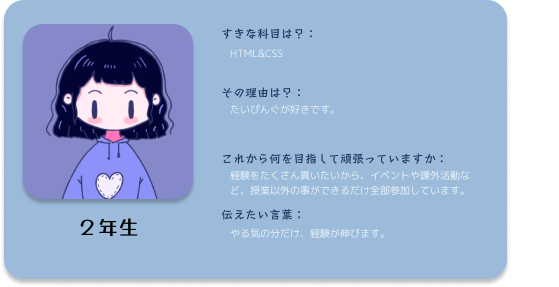 すきな科目は?:
HTML&CSS
その理由は?:
たいぴんぐが好きです。
これから何を目指して頑張っていますか:
経験をたくさん貰いたいから、イベントや課外活動な
ど、授業以外の事ができるだけ全部参加しています。
２年生
伝えたい言葉:
やる気の分だけ、経験が伸びます。